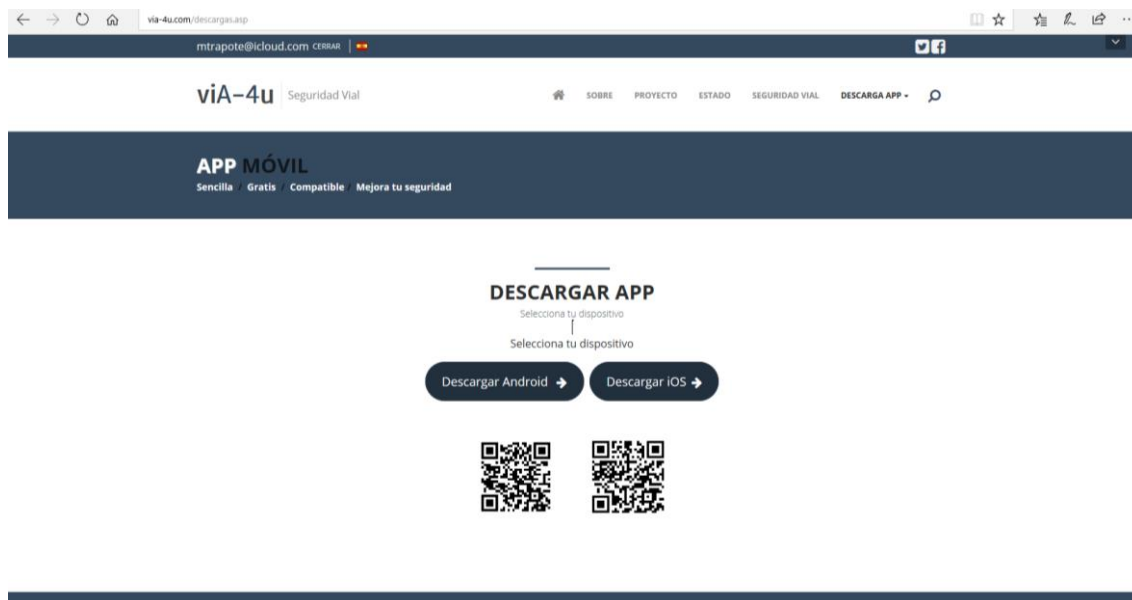 via-4u.com/descargas.asp
mtrapote@icloud.com CERRAR
viA-4u Seguridad Vial
SOBRE PROYECTO ESTADO SEGURIDAD VIAL DESCARGA APP
APP MÓVIL
Sencilla / Gratis / Compatible / Mejora tu seguridad
DESCARGAR APP
Selecciona tu dispositivo
Selecciona tu dispositivo
Descargar Android Descargar iOS